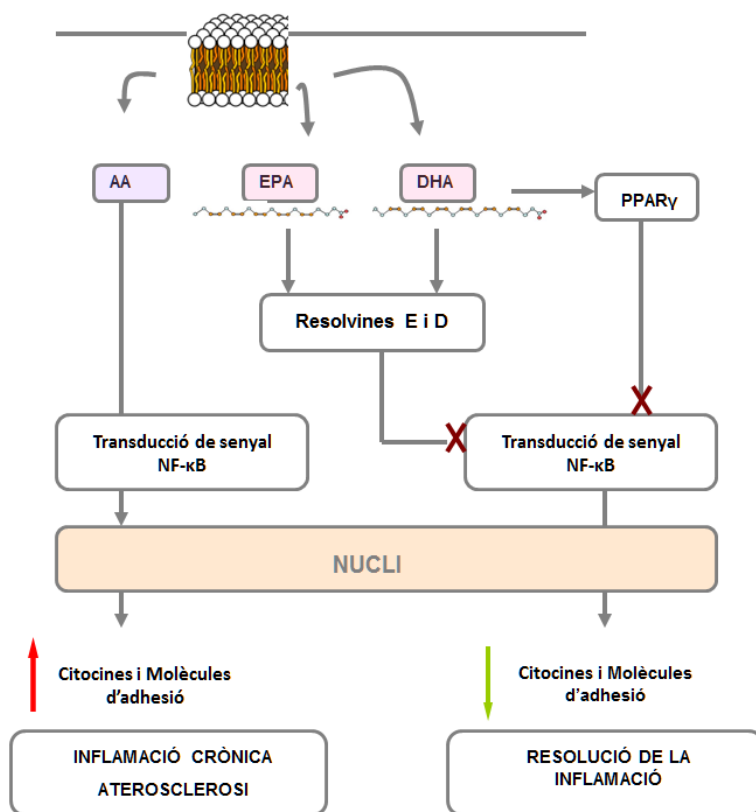 AA
EPA
DHA
PPARγ
Resolvines E i D
Transducció de senyal
NF-κB
Transducció de senyal
NF-κB
NUCLI
Citocines i Molècules
d'adhesió
Citocines i Molècules
d'adhesió
INFLAMACIÓ CRÒNICA
ATEROSCLEROSI
RESOLUCIÓ DE LA
INFLAMACIÓ